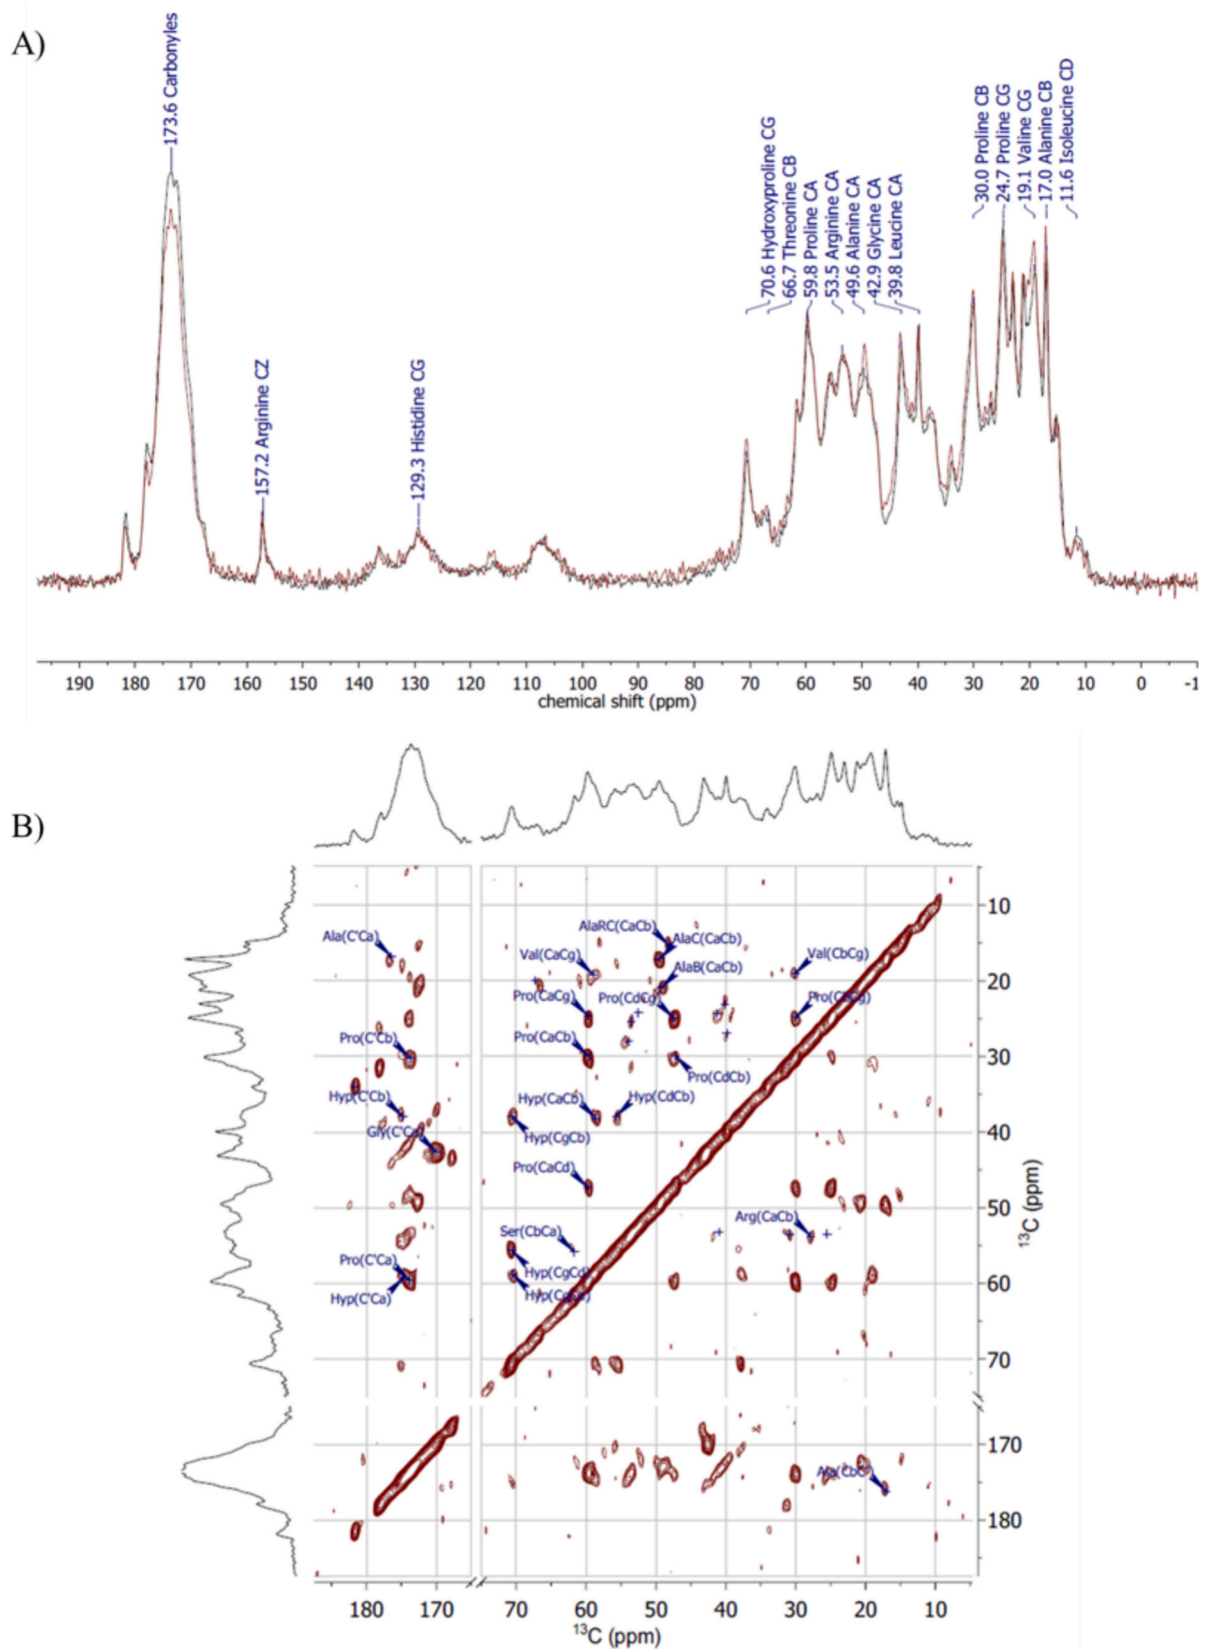 A)
173.6 Carbonyles
157.2 Arginine CZ
129.3 Histidine CG
70.6 Hydroxyproline CG
66.7 Threonine CB
59.8 Proline CA
53.5 Arginine CA
49.6 Alanine CA
42.9 Glycine CA
39.8 Leucine CA
30.0 Proline CB
24.7 Proline CG
19.1 Valine CG
17.0 Alanine CB
11.6 Isoleucine CD
190 180 170 160 150 140 130 120 110 100 90 80 70 60 50 40 30 20 10 0 -1
chemical shift (ppm)
B)
AlaRC(CaCb)
Ala(C'Ca)
AlaC(CaCb)
Val(CaCg)
Val(CbCg)
AlaB(CaCb)
Pro(CaCg)
Pro(CdCg)
Pro(CbCg)
Pro(C'Cb)
Pro(CaCb)
Pro(CdCb)
Hyp(C'Cb)
Hyp(CaCb)
Hyp(CdCb)
Gly(C'Ca)
Hyp(CgCb)
Pro(CaCd)
Ser(CbCa)
Arg(CaCb)
Pro(C'Ca)
Hyp(CgCd)
Hyp(C'Ca)
Ala(CbC')
10
20
30
40
50
60
70
170
180
13C (ppm)
180 170 70 60 50 40 30 20 10
13C (ppm)